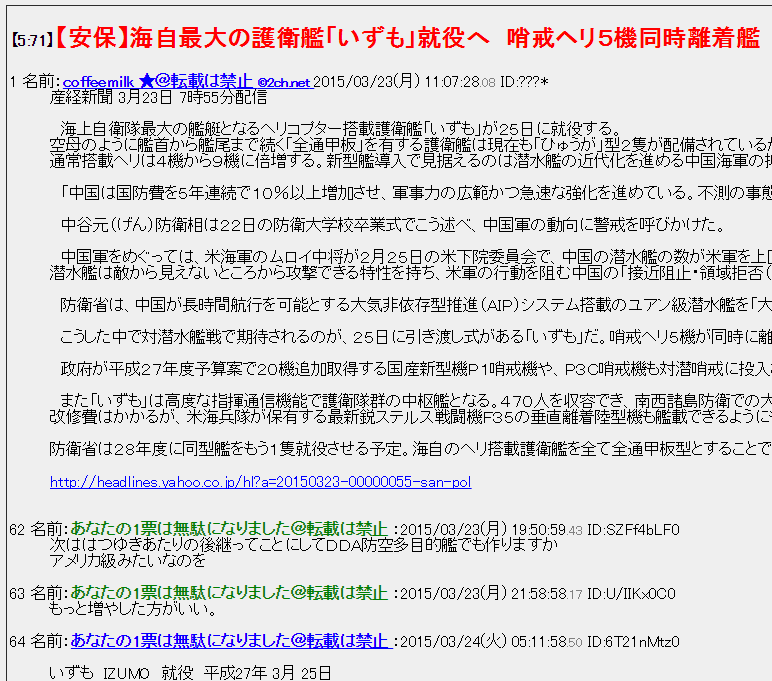 【5:71】【安保】海自最大の護衛艦「いずも」就役へ　哨戒ヘリ5機同時離着艦
1 名前：coffeemilk ★@転載は禁止 ©2ch.net 2015/03/23(月) 11:07:28.08 ID:???*
産経新聞 3月23日 7時55分配信
海上自衛隊最大の艦艇となるヘリコプター搭載護衛艦「いずも」が２５日に就役する。
空母のように艦首から艦尾まで続く「全通甲板」を有する護衛艦は現在も「ひゅうが」型２隻が配備されているが
通常搭載ヘリは４機から９機に倍増する。新型艦導入で見据えるのは潜水艦の近代化を進める中国海軍の
「中国は国防費を５年連続で１０％以上増加させ、軍事力の広範かつ急速な強化を進めている。不測の事態
中谷元（げん）防衛相は２２日の防衛大学校卒業式でこう述べ、中国軍の動向に警戒を呼びかけた。
中国軍をめぐっては、米海軍のムロイ中将が２月２５日の米下院委員会で、中国の潜水艦の数が米軍を上回
潜水艦は敵から見えないところから攻撃できる特性を持ち、米軍の行動を阻む中国の「接近阻止・領域拒否（
防衛省は、中国が長時間航行を可能とする大気非依存型推進（ＡＩＰ）システム搭載のユアン級潜水艦を「大
こうした中で対潜水艦戦で期待されるのが、２５日に引き渡し式がある「いずも」だ。哨戒ヘリ５機が同時に離
政府が平成２７年度予算案で２０機追加取得する国産新型機Ｐ１哨戒機や、Ｐ３Ｃ哨戒機も対潜哨戒に投入
また「いずも」は高度な指揮通信機能で護衛隊群の中枢艦となる。４７０人を収容でき、南西諸島防衛での大
改修費はかかるが、米海兵隊が保有する最新鋭ステルス戦闘機Ｆ３５の垂直離着陸型機も艦載できるように
防衛省は２８年度に同型艦をもう１隻就役させる予定。海自のヘリ搭載護衛艦を全て全通甲板型とすることで
http://headlines.yahoo.co.jp/hl?a=20150323-00000055-san-pol
62 名前：あなたの1票は無駄になりました@転載は禁止 ：2015/03/23(月) 19:50:59.43 ID:SZFf4bLF0
次ははつゆきあたりの後継ってことにしてDDA防空多目的艦でも作りますか
アメリカ級みたいなのを
63 名前：あなたの1票は無駄になりました@転載は禁止 ：2015/03/23(月) 21:58:58.17 ID:U/IIKx0C0
もっと増やした方がいい。
64 名前：あなたの1票は無駄になりました@転載は禁止 ：2015/03/24(火) 05:11:58.50 ID:6T21nMtz0
いずも　IZUMO　就役　平成27年 3月 25日